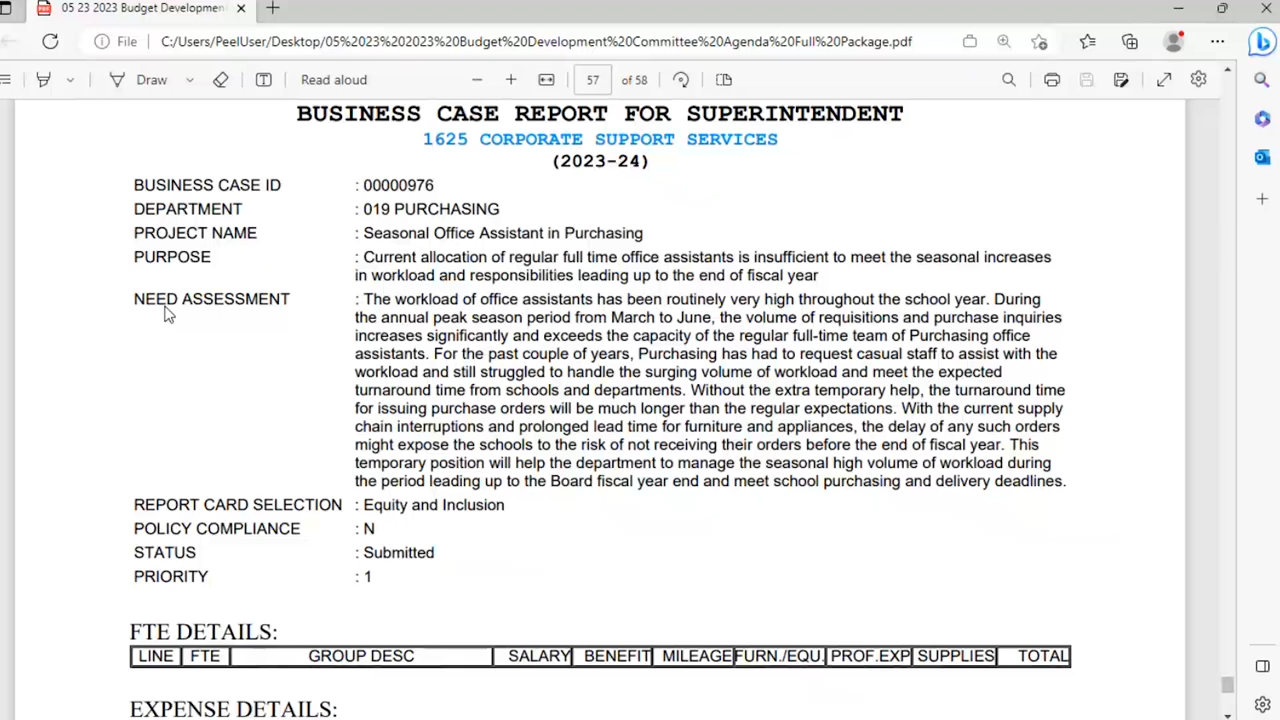 05 23 2023 Budget Developmen
File C:/Users/PeelUser/Desktop/05%2023%202023%20Budget%20Development%20Committee%20Agenda%20Full%20Package.pdf
Draw Read aloud 57 of 58
BUSINESS CASE REPORT FOR SUPERINTENDENT
1625 CORPORATE SUPPORT SERVICES
(2023-24)
BUSINESS CASE ID : 00000976
DEPARTMENT : 019 PURCHASING
PROJECT NAME : Seasonal Office Assistant in Purchasing
PURPOSE : Current allocation of regular full time office assistants is insufficient to meet the seasonal increases
in workload and responsibilities leading up to the end of fiscal year
NEED ASSESSMENT : The workload of office assistants has been routinely very high throughout the school year. During
the annual peak season period from March to June, the volume of requisitions and purchase inquiries
increases significantly and exceeds the capacity of the regular full-time team of Purchasing office
assistants. For the past couple of years, Purchasing has had to request casual staff to assist with the
workload and still struggled to handle the surging volume of workload and meet the expected
turnaround time from schools and departments. Without the extra temporary help, the turnaround time
for issuing purchase orders will be much longer than the regular expectations. With the current supply
chain interruptions and prolonged lead time for furniture and appliances, the delay of any such orders
might expose the schools to the risk of not receiving their orders before the end of fiscal year. This
temporary position will help the department to manage the seasonal high volume of workload during
the period leading up to the Board fiscal year end and meet school purchasing and delivery deadlines.
REPORT CARD SELECTION : Equity and Inclusion
POLICY COMPLIANCE : N
STATUS : Submitted
PRIORITY : 1
FTE DETAILS:
LINE FTE GROUP DESC SALARY BENEFIT MILEAGE FURN./EQU. PROF.EXP SUPPLIES TOTAL
EXPENSE DETAILS: